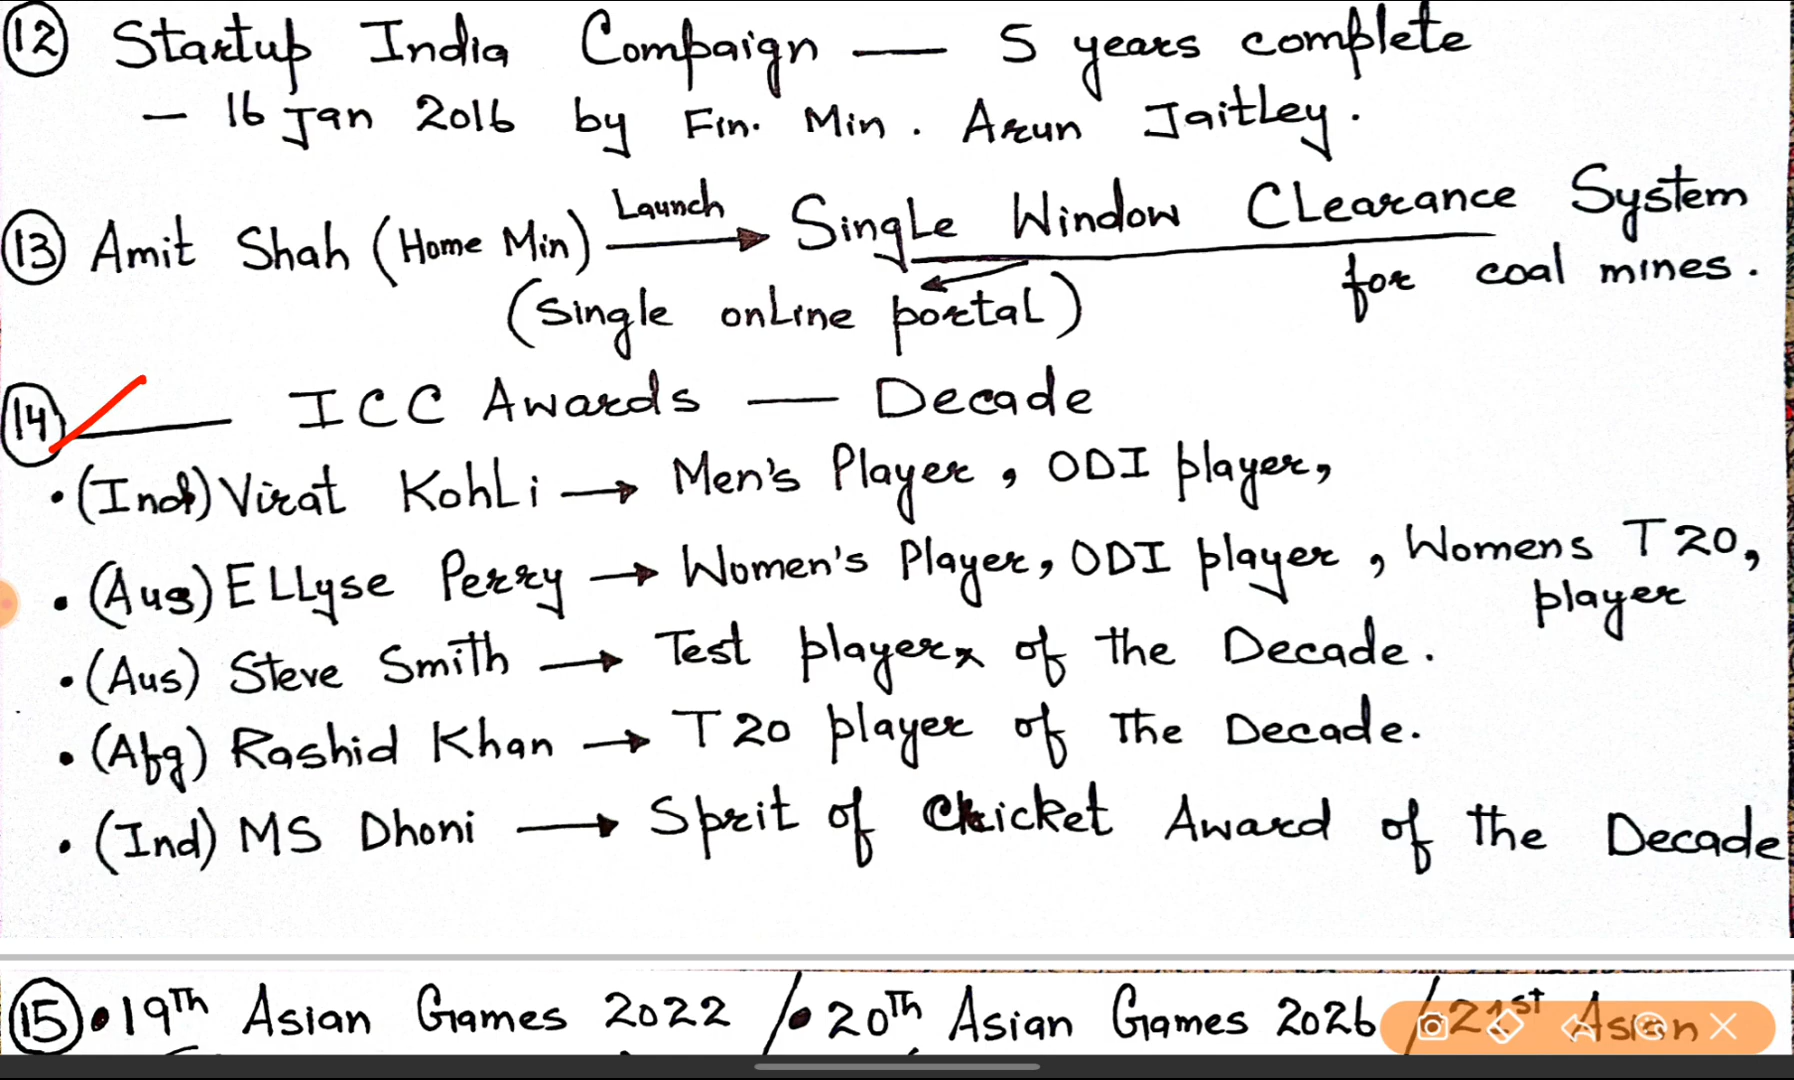 12 Startup India Compaign — 5 years complete
– 16 Jan 2016 by Fin. Min. Arun Jaitley.
13 Amit Shah (Home Min) Launch → Single Window Clearance System
for coal mines.
(Single online portal)
14 — ICC Awards — Decade
• (Ind) Virat Kohli → Men's Player, ODI player,
• (Aus) Ellyse Perry → Women's Player, ODI player, Womens T20,
player
• (Aus) Steve Smith → Test player of the Decade.
• (Afg) Rashid Khan → T20 player of the Decade.
• (Ind) MS Dhoni → Sprit of Cricket Award of the Decade
15 • 19th Asian Games 2022 / • 20th Asian Games 2026 / 21st Asian